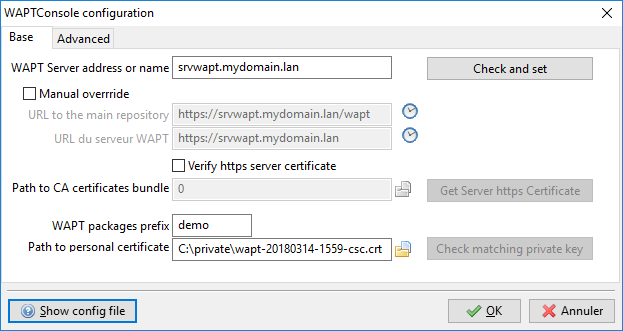 WAPTConsole configuration
Base Advanced
WAPT Server address or name srvwapt.mydomain.lan Check and set
Manual overrride
URL to the main repository https://srvwapt.mydomain.lan/wapt
URL du serveur WAPT https://srvwapt.mydomain.lan
Verify https server certificate
Path to CA certificates bundle 0 Get Server https Certificate
WAPT packages prefix demo
Path to personal certificate C:\private\wapt-20180314-1559-csc.crt Check matching private key
Show config file OK Annuler